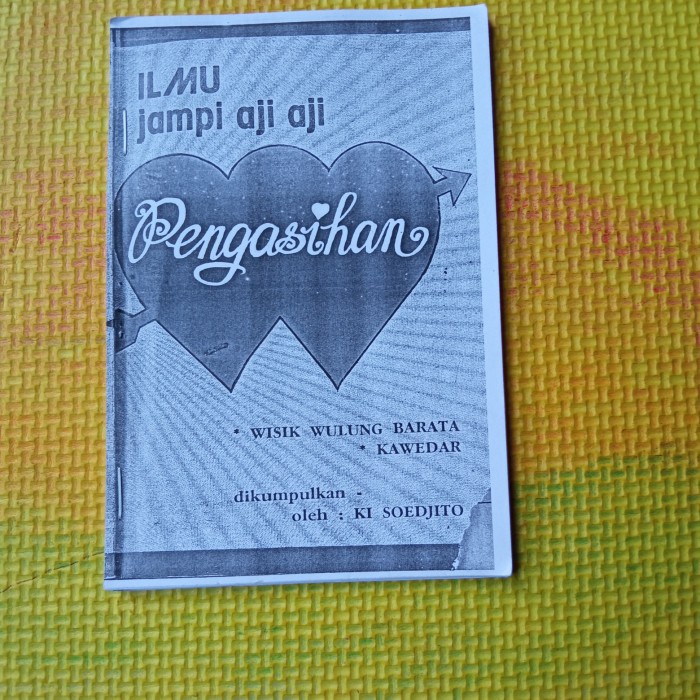 ILMU
jampi aji aji
Pengasihan
* WISIK WULUNG BARATA
* KAWEDAR
dikumpulkan -
oleh : KI SOEDJITO